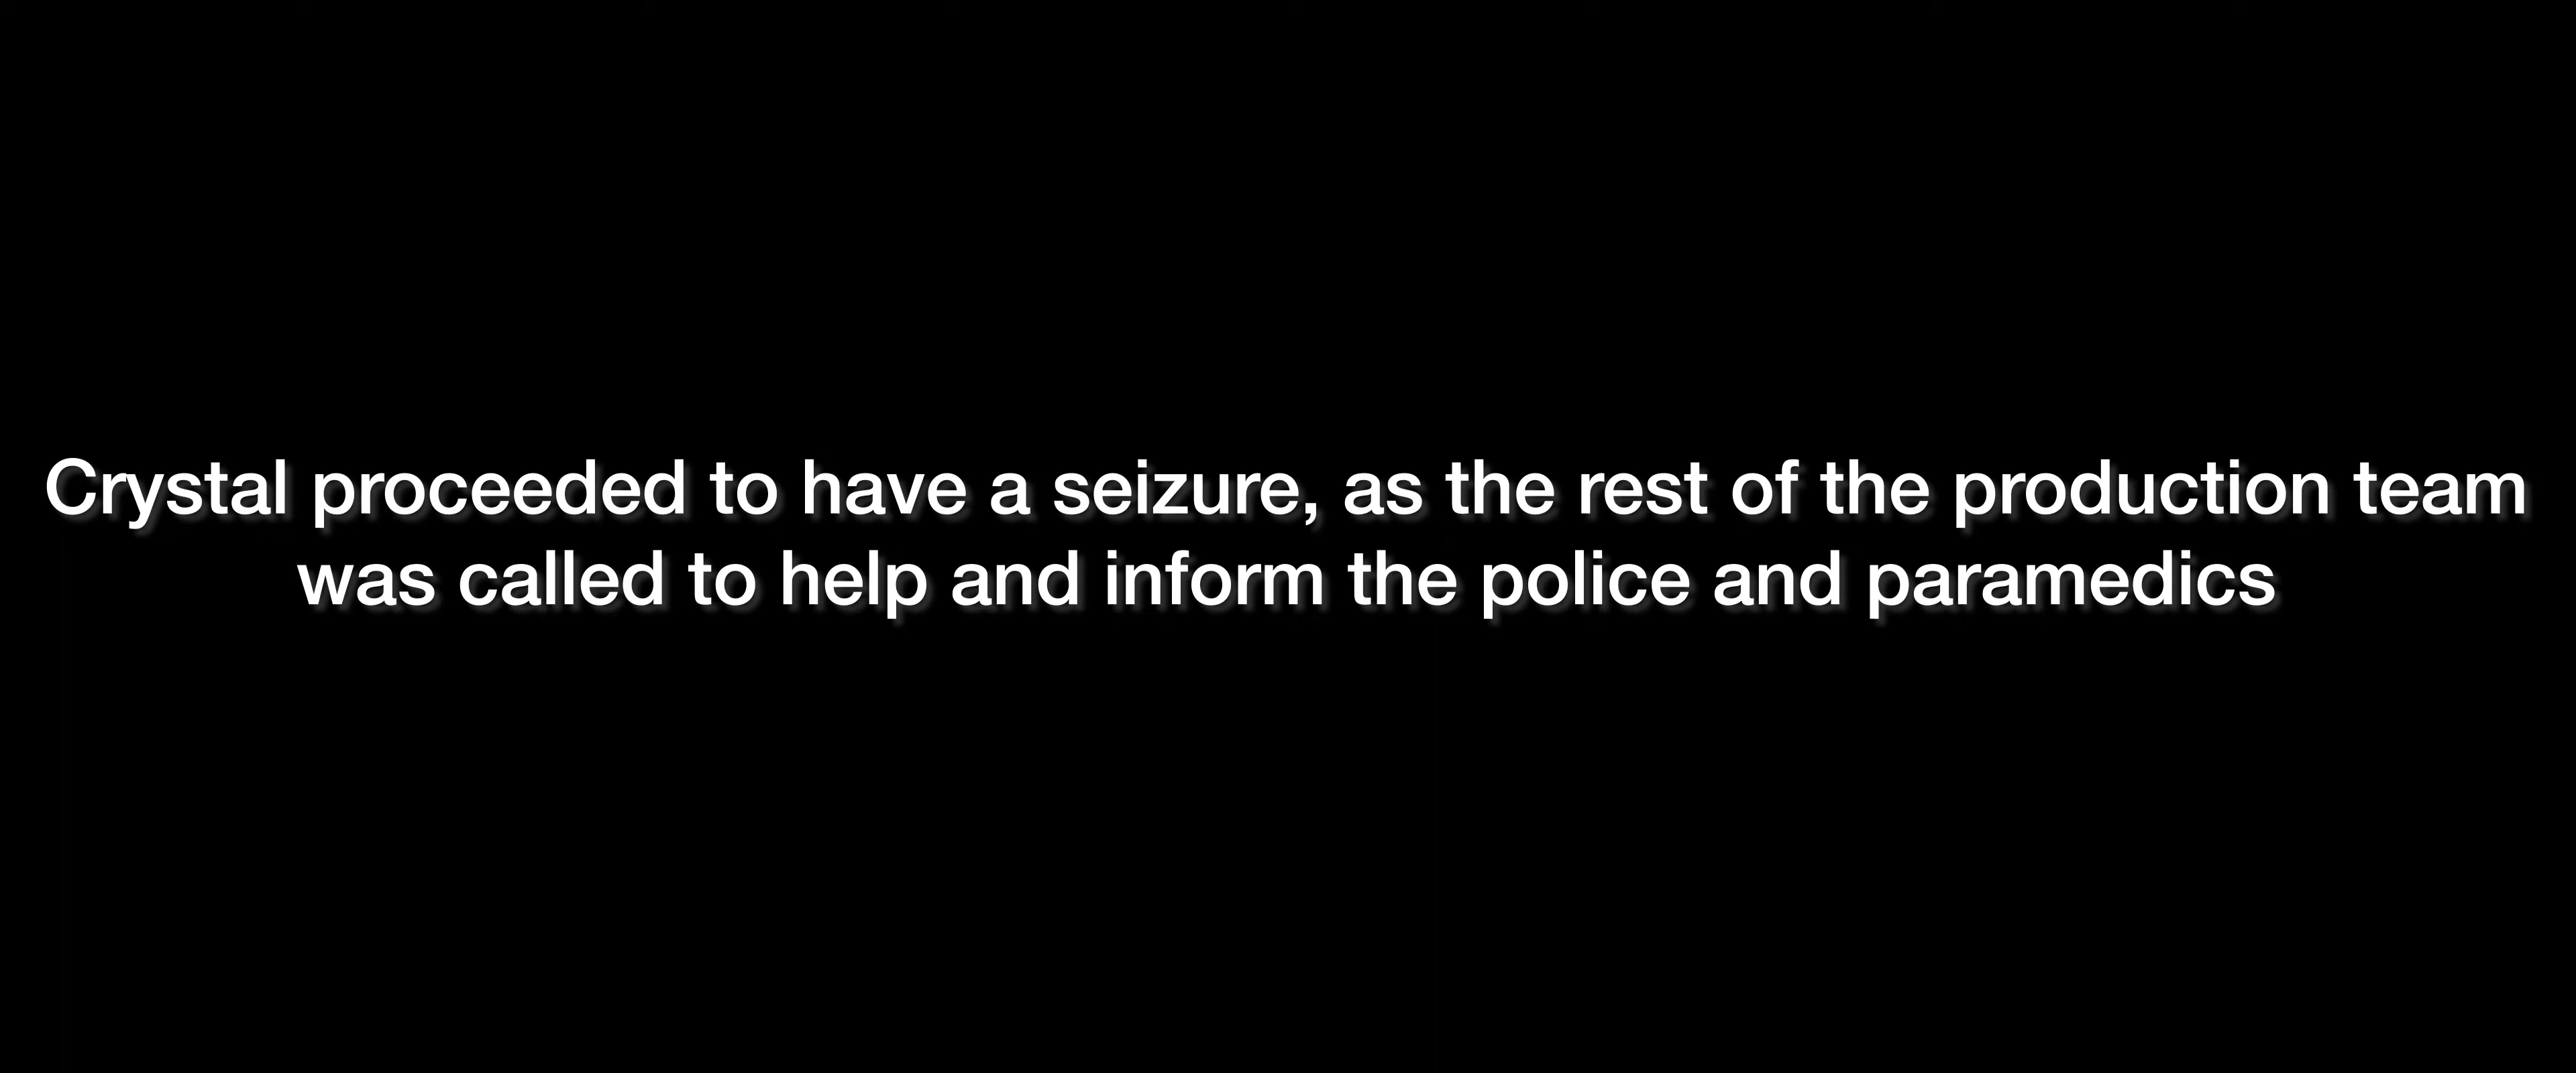 Crystal proceeded to have a seizure, as the rest of the production team
was called to help and inform the police and paramedics